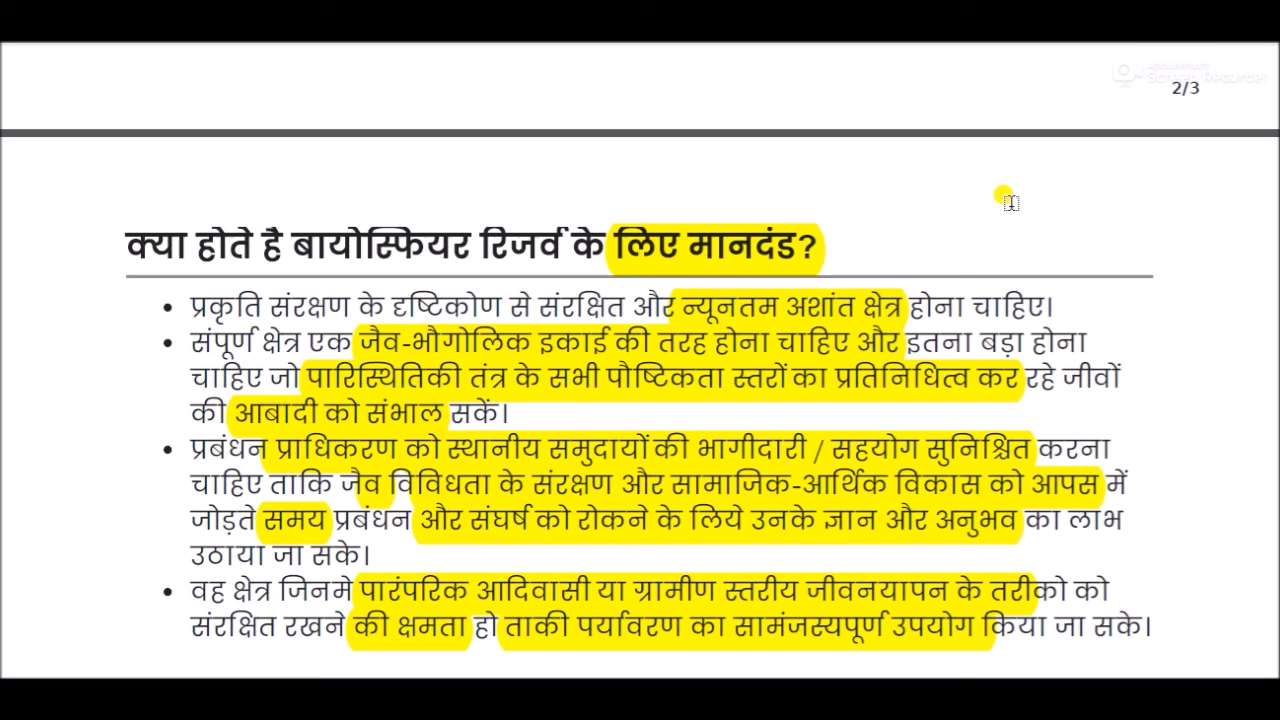 Screen Recorder
2/3
क्या होते है बायोस्फियर रिजर्व के लिए मानदंड?
• प्रकृति संरक्षण के दृष्टिकोण से संरक्षित और न्यूनतम अशांत क्षेत्र होना चाहिए।
• संपूर्ण क्षेत्र एक जैव-भौगोलिक इकाई की तरह होना चाहिए और इतना बड़ा होना
चाहिए जो पारिस्थितिकी तंत्र के सभी पौष्टिकता स्तरों का प्रतिनिधित्व कर रहे जीवों
की आबादी को संभाल सकें।
• प्रबंधन प्राधिकरण को स्थानीय समुदायों की भागीदारी / सहयोग सुनिश्चित करना
चाहिए ताकि जैव विविधता के संरक्षण और सामाजिक-आर्थिक विकास को आपस में
जोड़ते समय प्रबंधन और संघर्ष को रोकने के लिये उनके ज्ञान और अनुभव का लाभ
उठाया जा सके।
• वह क्षेत्र जिनमे पारंपरिक आदिवासी या ग्रामीण स्तरीय जीवनयापन के तरीको को
संरक्षित रखने की क्षमता हो ताकी पर्यावरण का सामंजस्यपूर्ण उपयोग किया जा सके।